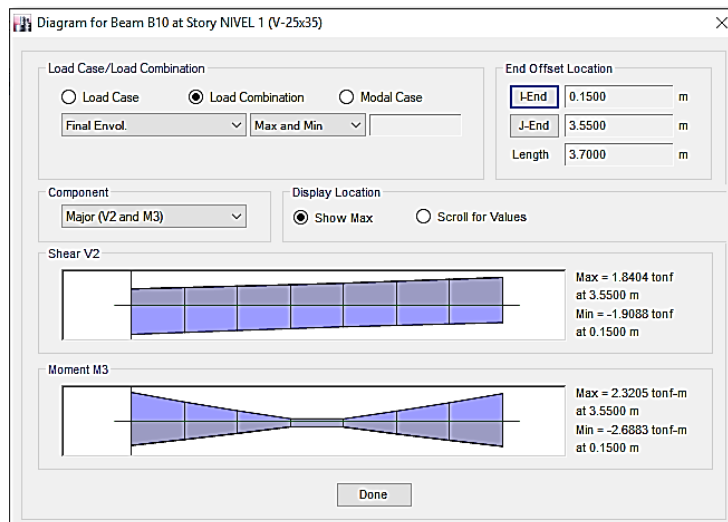 Diagram for Beam B10 at Story NIVEL 1 (V-25x35)
Load Case/Load Combination
Load Case
Load Combination
Modal Case
Final Envol.
Max and Min
End Offset Location
I-End
0.1500
m
J-End
3.5500
m
Length
3.7000
m
Component
Major (V2 and M3)
Display Location
Show Max
Scroll for Values
Shear V2
Max = 1.8404 tonf
at 3.5500 m
Min = -1.9088 tonf
at 0.1500 m
Moment M3
Max = 2.3205 tonf-m
at 3.5500 m
Min = -2.6883 tonf-m
at 0.1500 m
Done